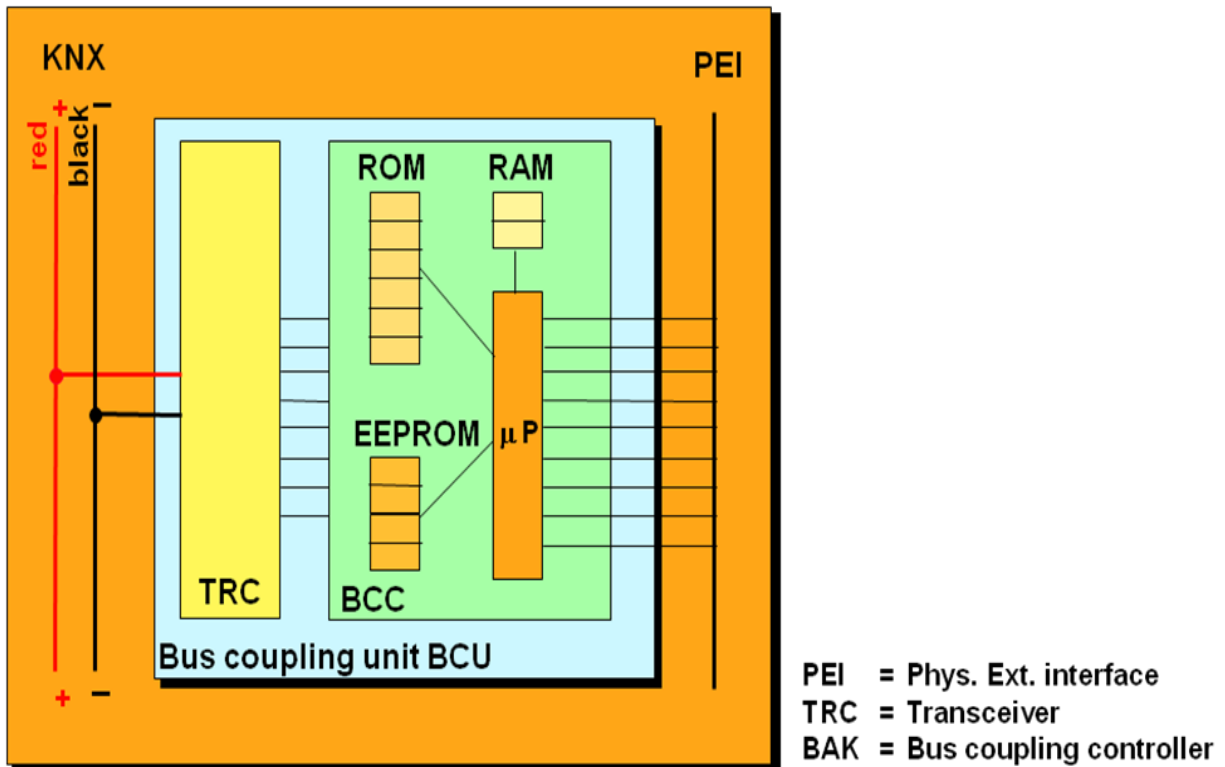 KNX
PEI
+ −
red
black
ROM RAM
EEPROM μP
TRC
BCC
Bus coupling unit BCU
+ −
PEI = Phys. Ext. interface
TRC = Transceiver
BAK = Bus coupling controller